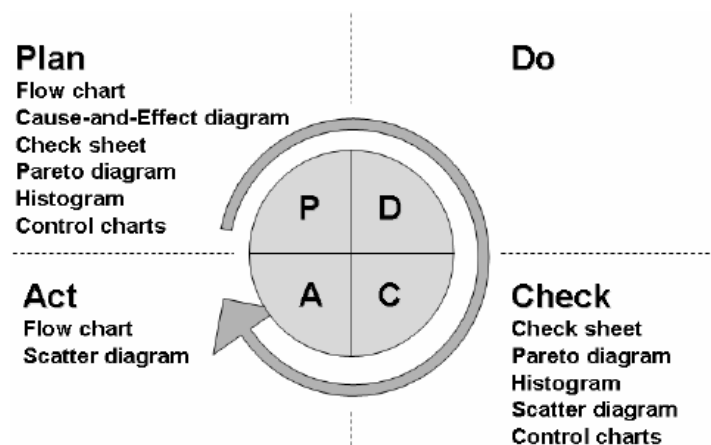 Plan
Flow chart
Cause-and-Effect diagram
Check sheet
Pareto diagram
Histogram
Control charts
Do
P
D
A
C
Act
Flow chart
Scatter diagram
Check
Check sheet
Pareto diagram
Histogram
Scatter diagram
Control charts